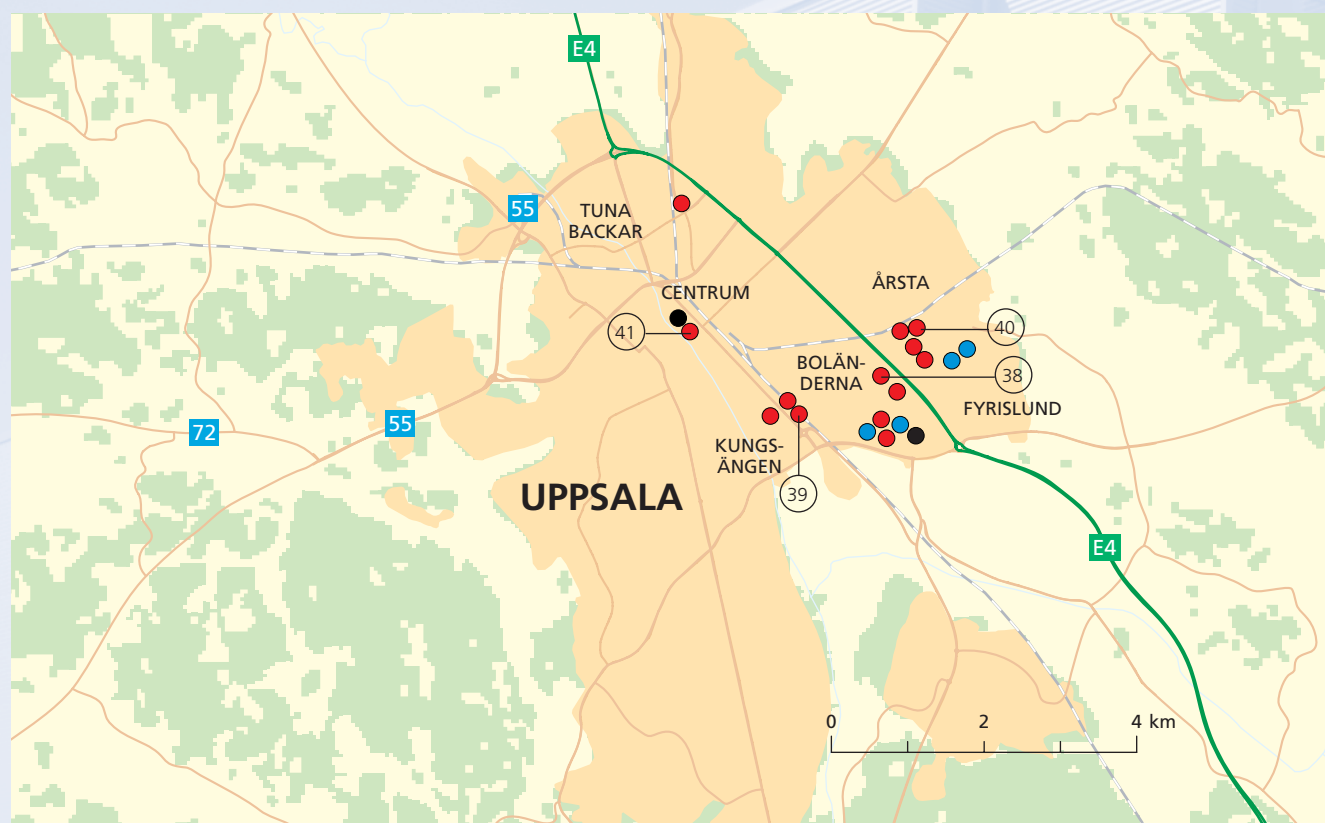 E4
55
TUNA
BACKAR
ÅRSTA
CENTRUM
41
40
BOLÄN-
DERNA
38
FYRISLUND
55
72
KUNGS-
ÄNGEN
39
UPPSALA
E4
0 2 4 km